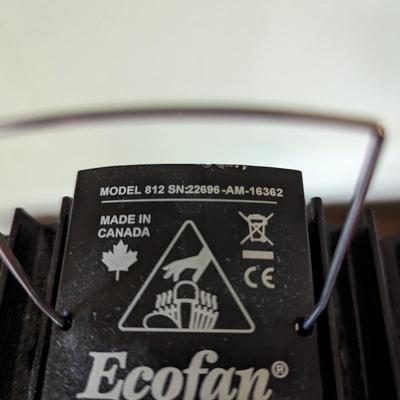 MODEL 812 SN:22696-AM-16362
MADE IN
CANADA
CE
Ecofan®